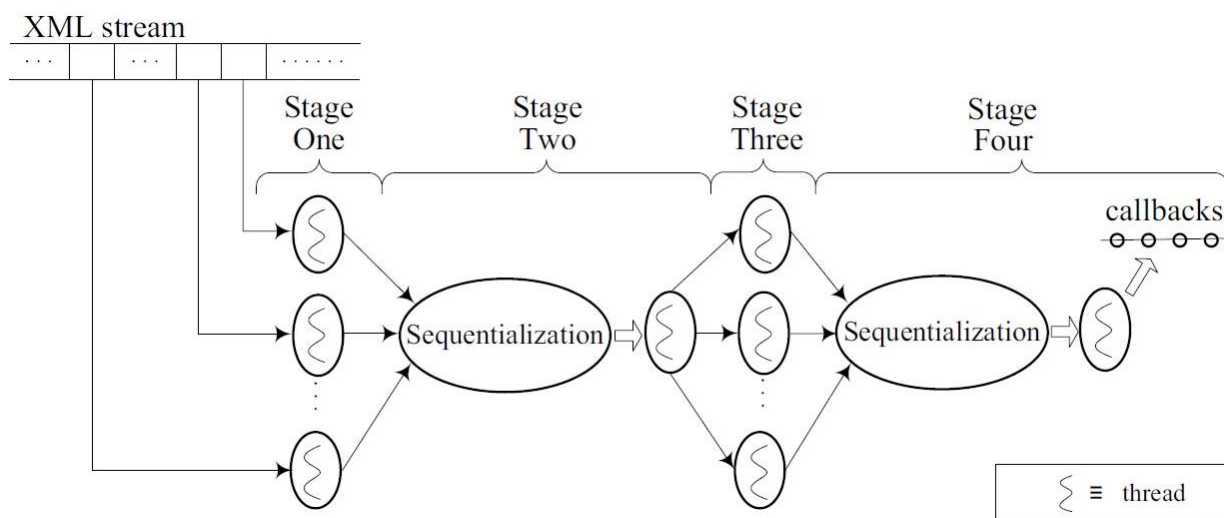 XML stream
· · · · · · · · · · · ·
Stage
One
Stage
Two
Stage
Three
Stage
Four
callbacks
Sequentialization
Sequentialization
≡ thread